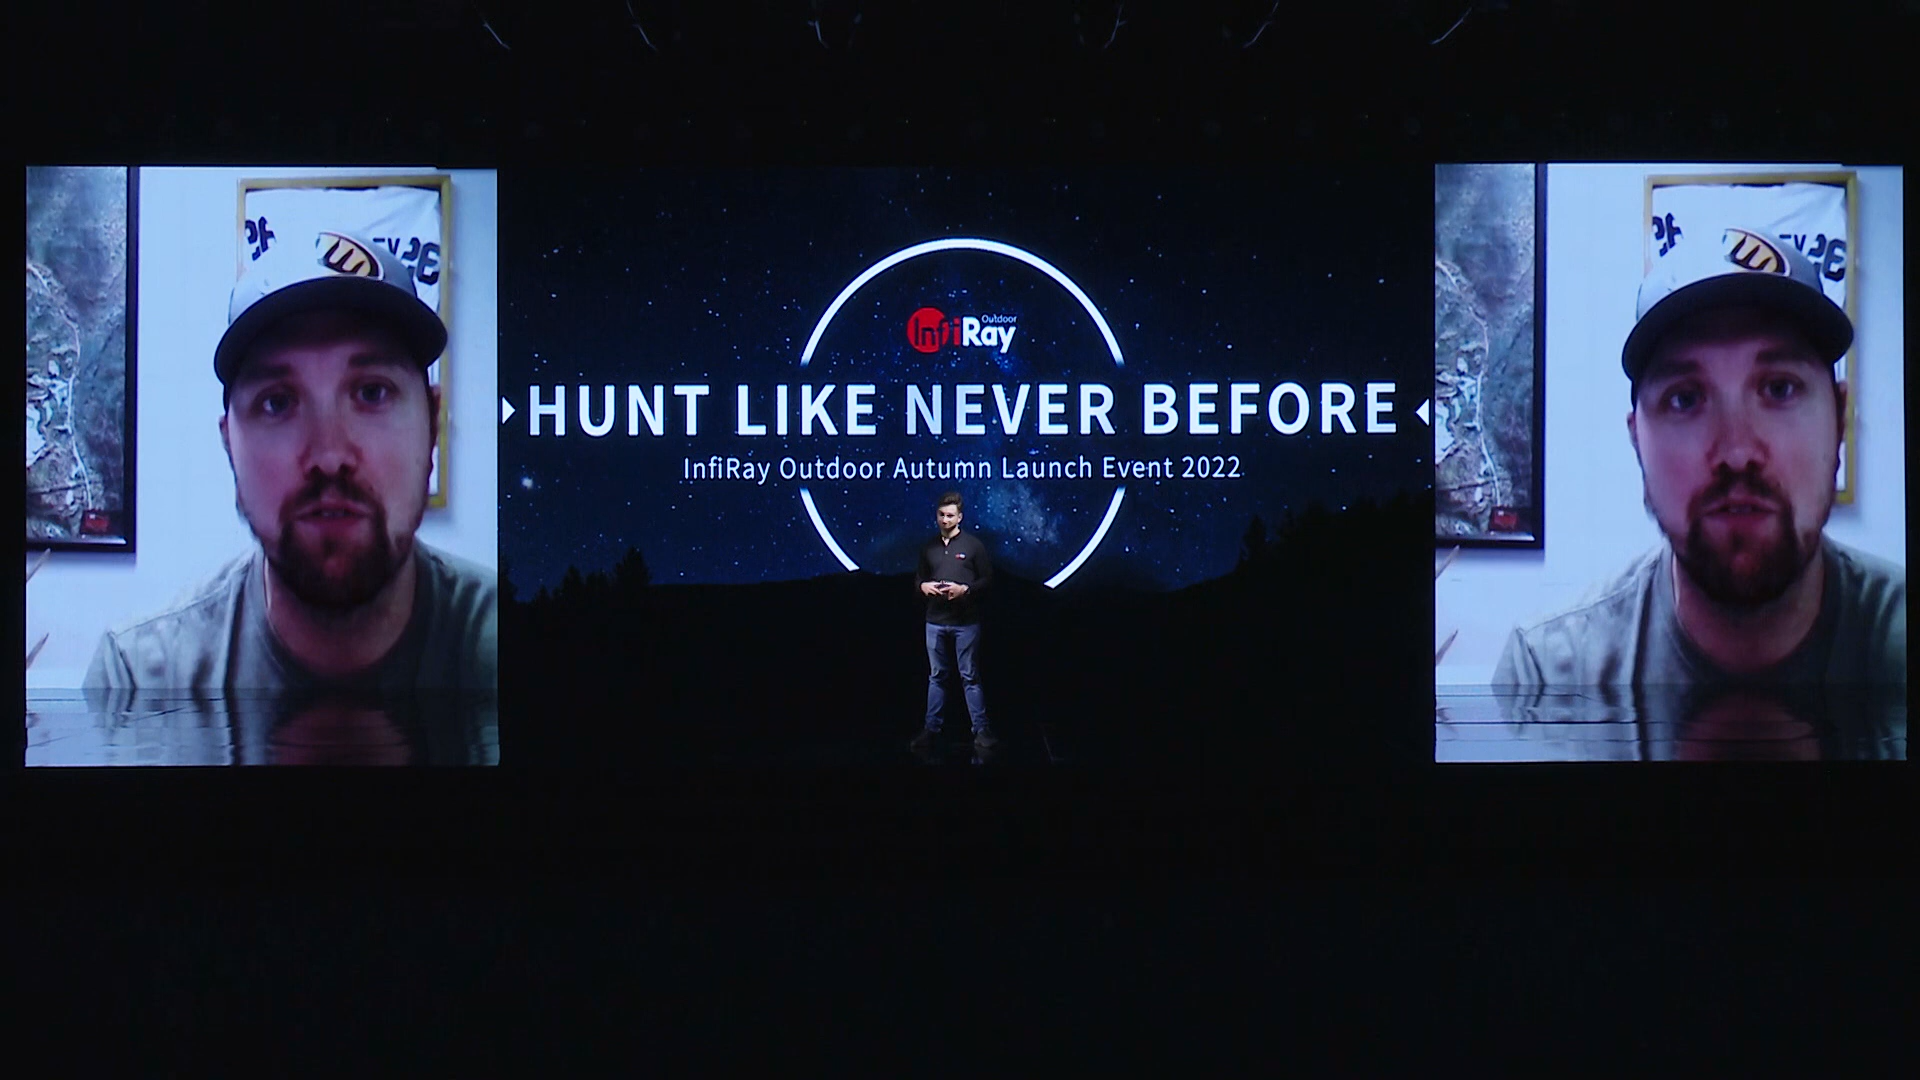 Outdoor
InfiRay
HUNT LIKE NEVER BEFORE
InfiRay Outdoor Autumn Launch Event 2022